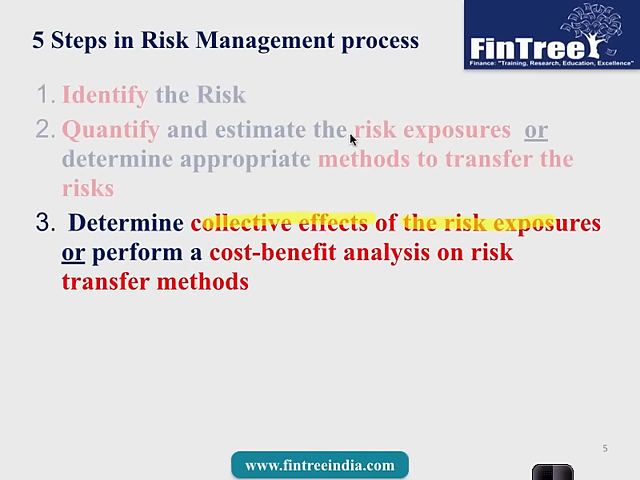 5 Steps in Risk Management process
FinTree
Finance: "Training, Research, Education, Excellence"
1. Identify the Risk
2. Quantify and estimate the risk exposures or
determine appropriate methods to transfer the
risks
3. Determine collective effects of the risk exposures
or perform a cost-benefit analysis on risk
transfer methods
5
www.fintreeindia.com